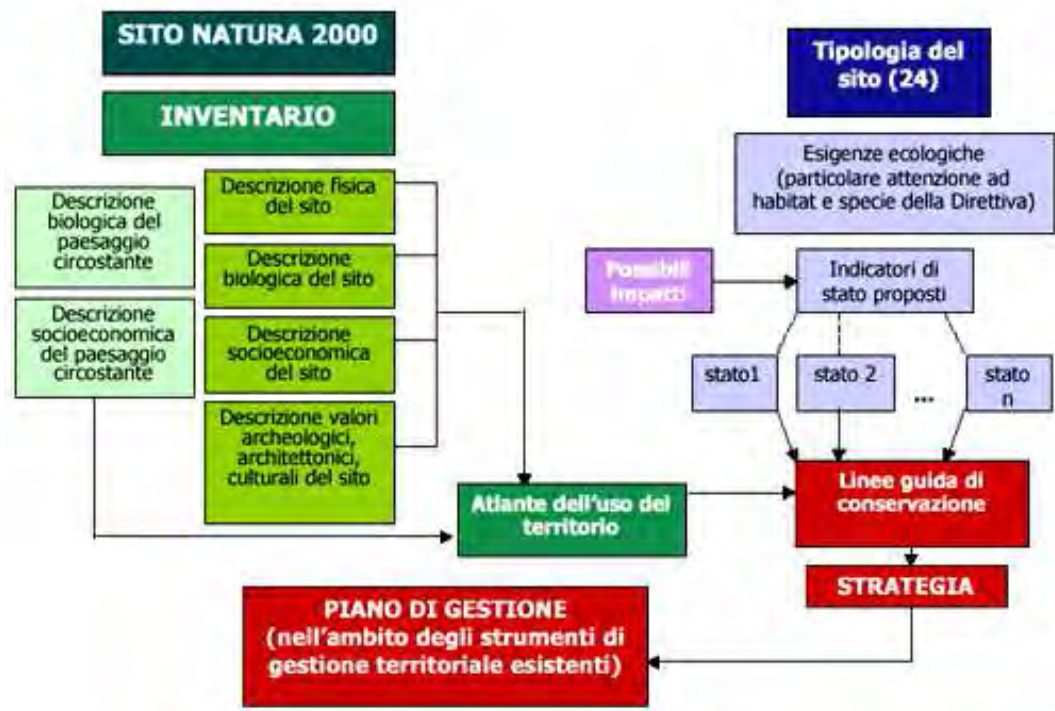 SITO NATURA 2000
INVENTARIO
Descrizione
biologica del
paesaggio
circostante
Descrizione
socioeconomica
del paesaggio
circostante
Descrizione fisica
del sito
Descrizione
biologica del sito
Descrizione
socioeconomica
del sito
Descrizione valori
archeologici,
architettonici,
culturali del sito
Tipologia del
sito (24)
Esigenze ecologiche
(particolare attenzione ad
habitat e specie della Direttiva)
Possibili
impatti
Indicatori di
stato proposti
stato1
stato 2
...
stato
n
Atlante dell'uso del
territorio
Linee guida di
conservazione
STRATEGIA
PIANO DI GESTIONE
(nell'ambito degli strumenti di
gestione territoriale esistenti)